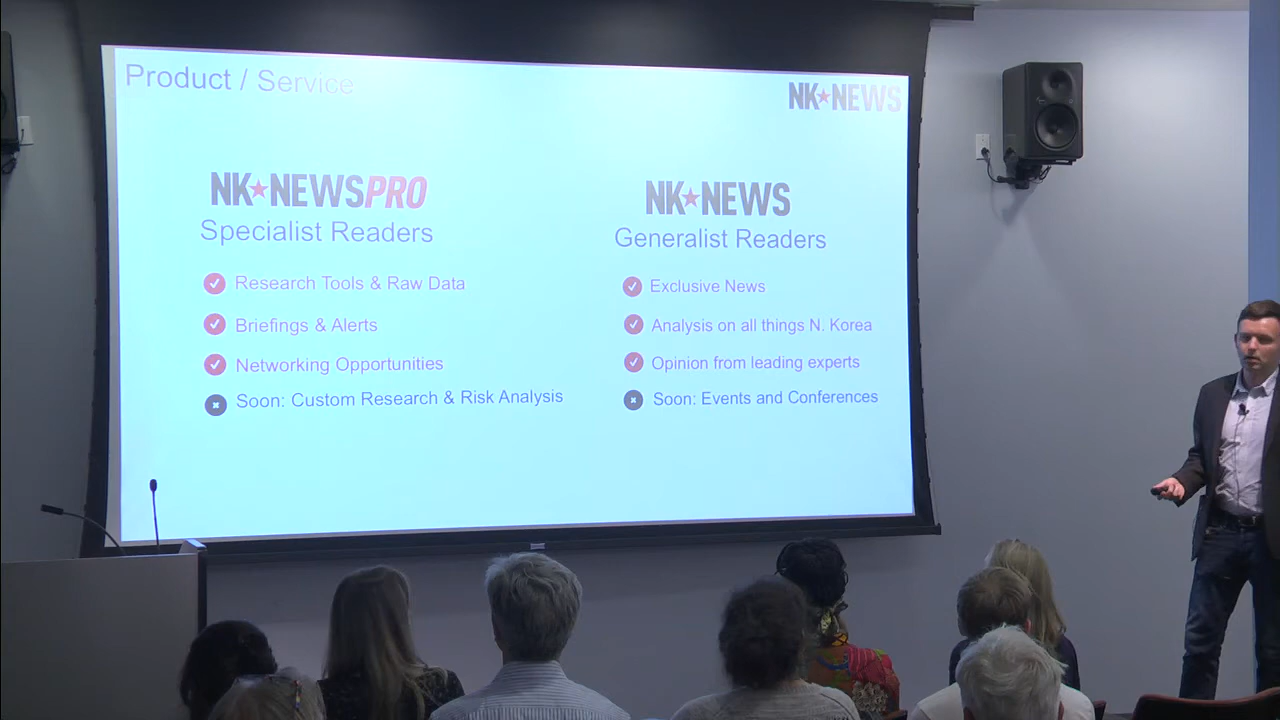 Product / Service
NK★NEWS
NK★NEWSPRO
Specialist Readers
Research Tools & Raw Data
Briefings & Alerts
Networking Opportunities
Soon: Custom Research & Risk Analysis
NK★NEWS
Generalist Readers
Exclusive News
Analysis on all things N. Korea
Opinion from leading experts
Soon: Events and Conferences